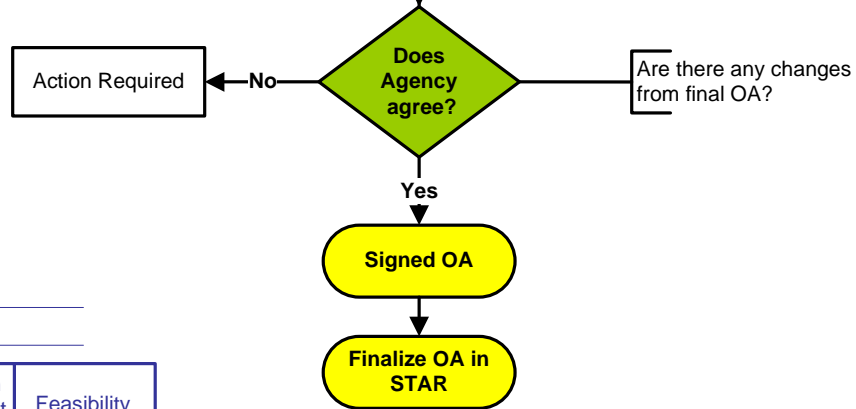 Does
Agency
agree?
Action Required
No
Are there any changes
from final OA?
Yes
Signed OA
Finalize OA in
STAR
Feasibility